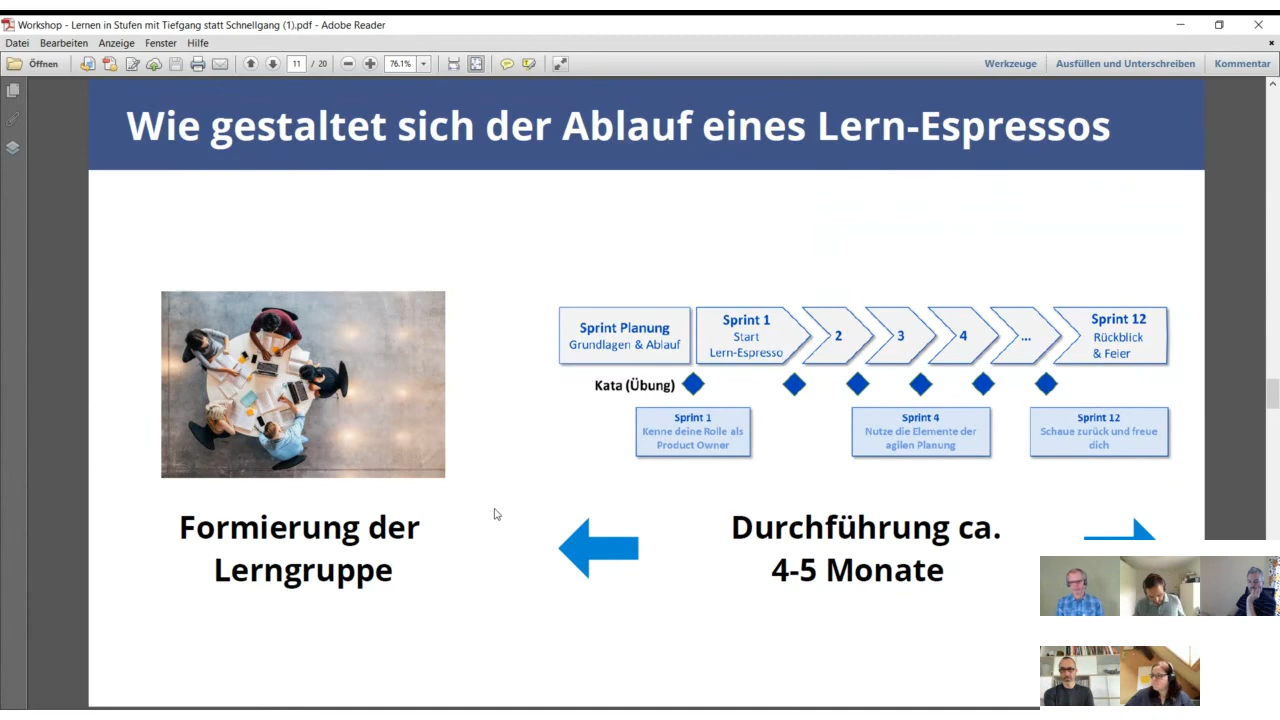 Workshop - Lernen in Stufen mit Tiefgang statt Schnellgang (1).pdf - Adobe Reader
Datei Bearbeiten Anzeige Fenster Hilfe
Öffnen 11 / 20 76.1% Werkzeuge Ausfüllen und Unterschreiben Kommentar
Wie gestaltet sich der Ablauf eines Lern-Espressos
Sprint Planung
Grundlagen & Ablauf
Sprint 1
Start
Lern-Espresso
2
3
4
...
Sprint 12
Rückblick
& Feier
Kata (Übung)
Sprint 1
Kenne deine Rolle als
Product Owner
Sprint 4
Nutze die Elemente der
agilen Planung
Sprint 12
Schaue zurück und freue
dich
Formierung der
Lerngruppe
Durchführung ca.
4-5 Monate